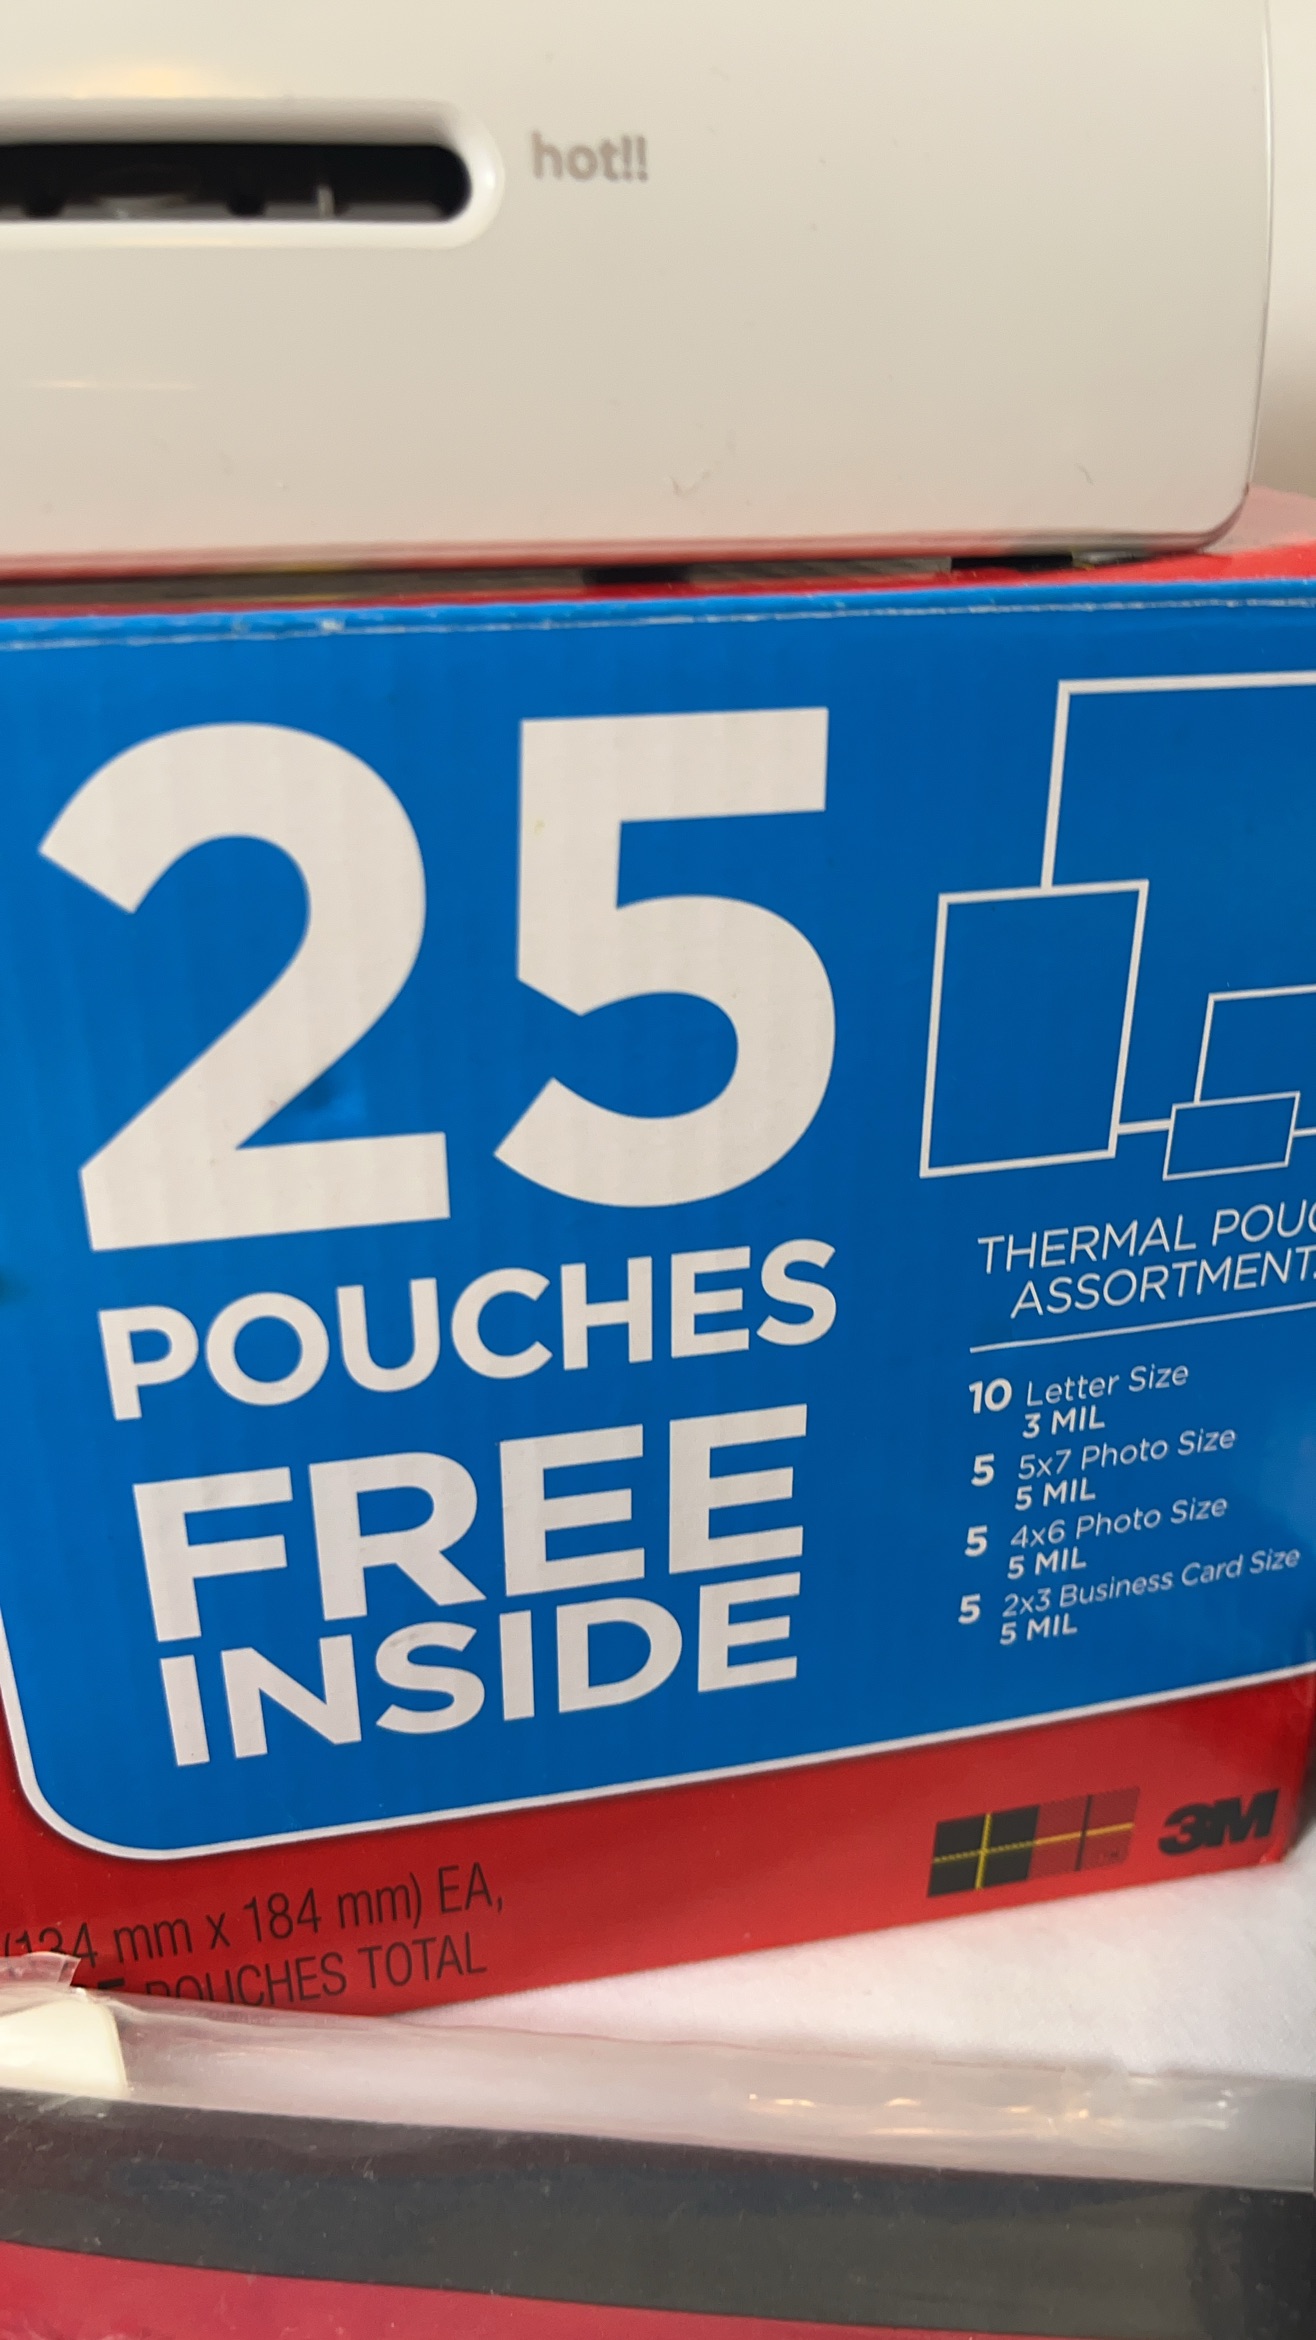 hot!!
25
POUCHES
FREE
INSIDE
THERMAL
ASSORTMENT
10 Letter Size
3 MIL
5 5x7 Photo Size
5 MIL
5 4x6 Photo Size
5 MIL
5 2x3 Business Card Size
5 MIL
3M
(134 mm x 184 mm) EA,
POUCHES TOTAL